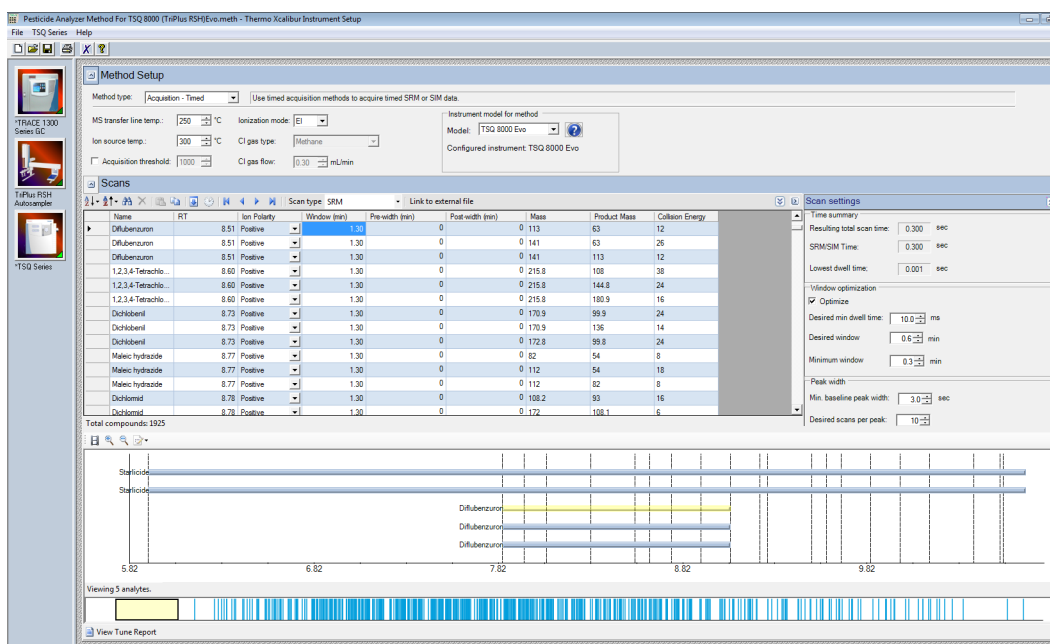 Pesticide Analyzer Method For TSQ 8000 (TriPlus RSH)Evo.meth - Thermo Xcalibur Instrument Setup
File TSQ Series Help
*TRACE 1300
Series GC
TriPlus RSH
Autosampler
*TSQ Series
Method Setup
Method type: Acquisition - Timed Use timed acquisition methods to acquire timed SRM or SIM data.
MS transfer line temp.: 250 °C Ionization mode: EI
Ion source temp.: 300 °C CI gas type: Methane
Acquisition threshold: 1000 CI gas flow: 0.30 mL/min
Instrument model for method
Model: TSQ 8000 Evo
Configured instrument: TSQ 8000 Evo
Scans
Scan type SRM Link to external file
Name RT Ion Polarity Window (min) Pre-width (min) Post-width (min) Mass Product Mass Collision Energy
Diflubenzuron 8.51 Positive 1.30 0 0 113 63 12
Diflubenzuron 8.51 Positive 1.30 0 0 141 63 26
Diflubenzuron 8.51 Positive 1.30 0 0 141 113 12
1,2,3,4-Tetrachlo... 8.60 Positive 1.30 0 0 215.8 108 38
1,2,3,4-Tetrachlo... 8.60 Positive 1.30 0 0 215.8 144.8 24
1,2,3,4-Tetrachlo... 8.60 Positive 1.30 0 0 215.8 180.9 16
Dichlobenil 8.73 Positive 1.30 0 0 170.9 99.9 24
Dichlobenil 8.73 Positive 1.30 0 0 170.9 136 14
Dichlobenil 8.73 Positive 1.30 0 0 172.8 99.8 24
Maleic hydrazide 8.77 Positive 1.30 0 0 82 54 8
Maleic hydrazide 8.77 Positive 1.30 0 0 112 54 18
Maleic hydrazide 8.77 Positive 1.30 0 0 112 82 8
Dichlormid 8.78 Positive 1.30 0 0 108.2 93 16
Dichlormid 8.78 Positive 1.30 0 0 172 108.1 6
Total compounds: 1925
Scan settings
Time summary
Resulting total scan time: 0.300 sec
SRM/SIM Time: 0.300 sec
Lowest dwell time: 0.001 sec
Window optimization
Optimize
Desired min dwell time: 10.0 ms
Desired window 0.6 min
Minimum window 0.3 min
Peak width
Min. baseline peak width: 3.0 sec
Desired scans per peak: 10
Starlicide
Starlicide
Diflubenzuron
Diflubenzuron
Diflubenzuron
5.82 6.82 7.82 8.82 9.82
Viewing 5 analytes.
View Tune Report